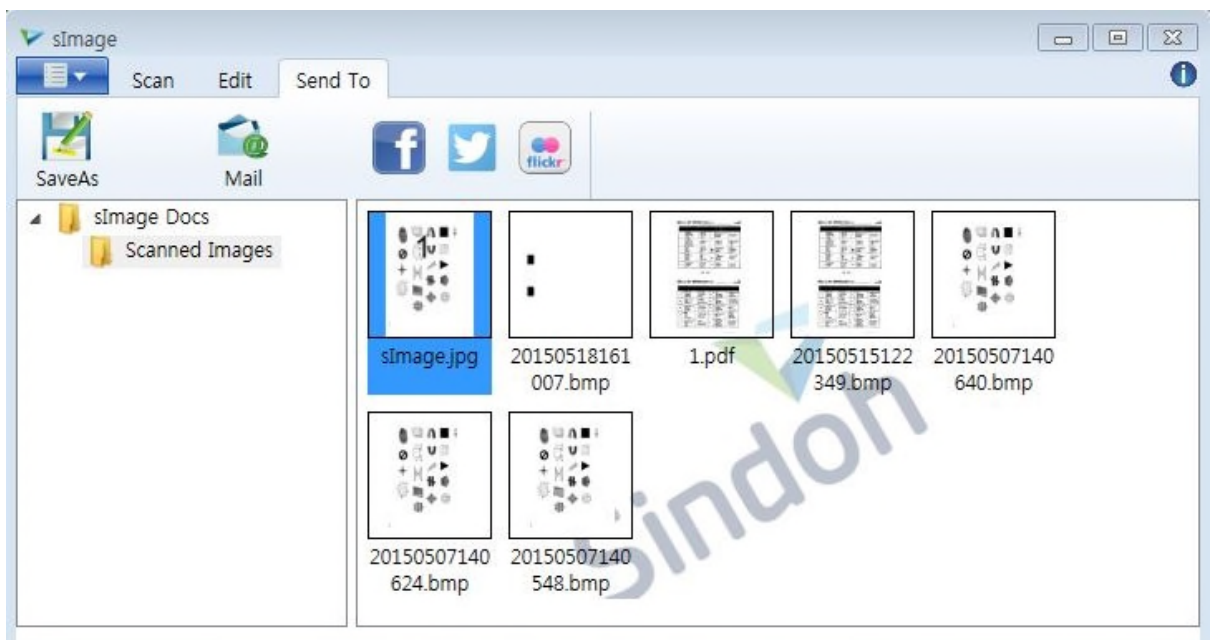 sImage
Scan Edit Send To
SaveAs Mail
flickr
sImage Docs
Scanned Images
1
sImage.jpg
20150518161
007.bmp
1.pdf
20150515122
349.bmp
20150507140
640.bmp
20150507140
624.bmp
20150507140
548.bmp
Sindoh